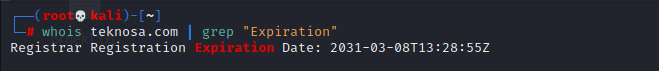 (root💀kali)-[~]
# whois teknosa.com | grep "Expiration"
Registrar Registration Expiration Date: 2031-03-08T13:28:55Z